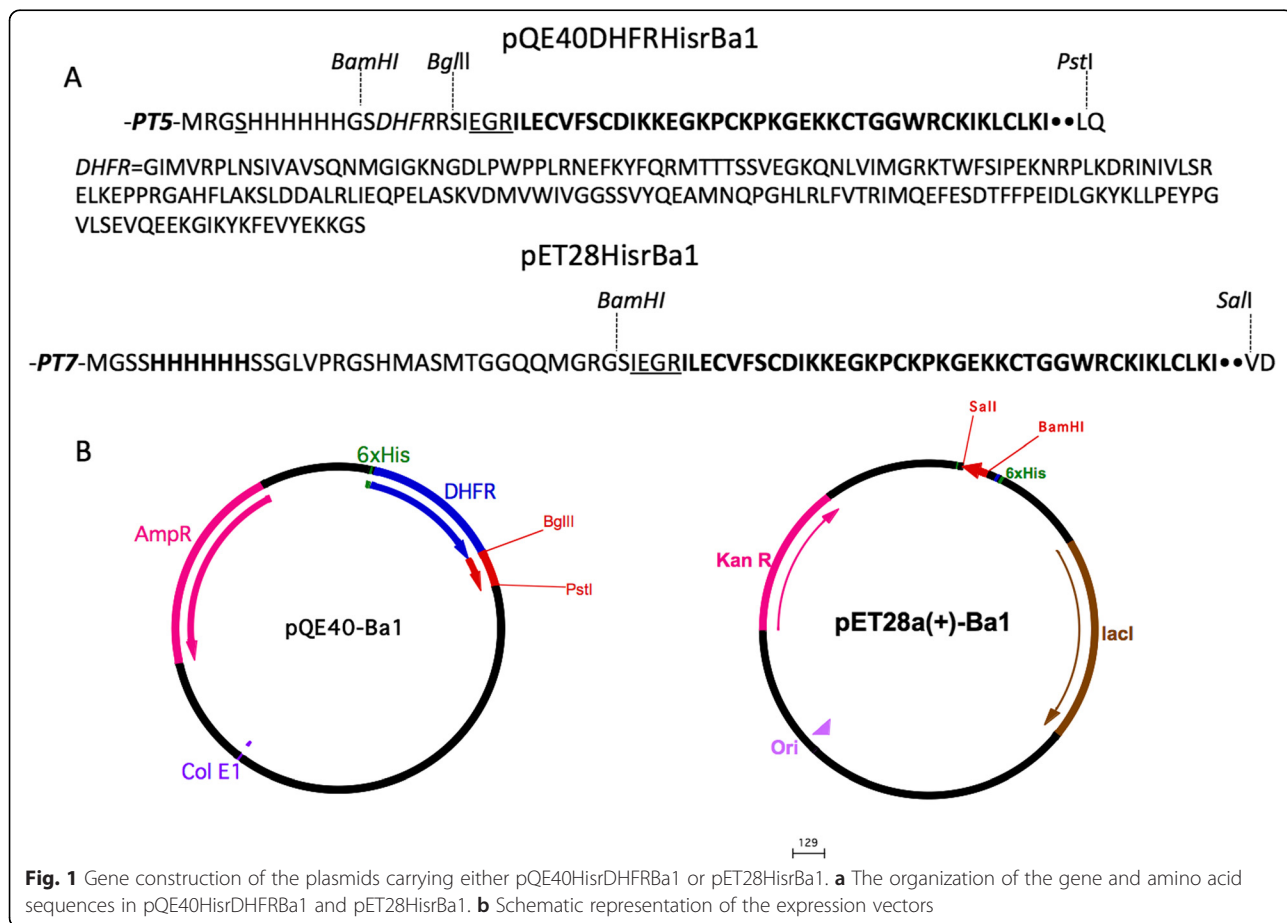 pQE40DHFRHisrBa1
A
BamHI BglII PstI
-PT5-MRGSHHHHHHGSDHFRRSIEGRILECVFSCDIKKEGKPCKPKGEKKCTGGWRCKIKLCLKI••LQ
DHFR=GIMVRPLNSIVAVSQNMGIGKNGDLPWPPLRNEFKYFQRMTTTSSVEGKQNLVIMGRKTWFSIPEKNRPLKDRINIVLSR
ELKEPPRGAHFLAKSLDDALRLIEQPELASKVDMVWIVGGSSVYQEAMNQPGHLRLFVTRIMQEFESDTFFPEIDLGKYKLLPEYPG
VLSEVQEEKGIKYKFEVYEKKGS
pET28HisrBa1
BamHI SalI
-PT7-MGSSHHHHHHSSGLVPRGSHMASMTGGQQMGRGSIEGRILECVFSCDIKKEGKPCKPKGEKKCTGGWRCKIKLCLKI••VD
B
6xHis
DHFR
BglII
PstI
AmpR
pQE40-Ba1
Col E1
SalI
BamHI
6xHis
Kan R
pET28a(+)-Ba1
lacI
Ori
129
Fig. 1 Gene construction of the plasmids carrying either pQE40HisrDHFRBa1 or pET28HisrBa1. a The organization of the gene and amino acid
sequences in pQE40HisrDHFRBa1 and pET28HisrBa1. b Schematic representation of the expression vectors